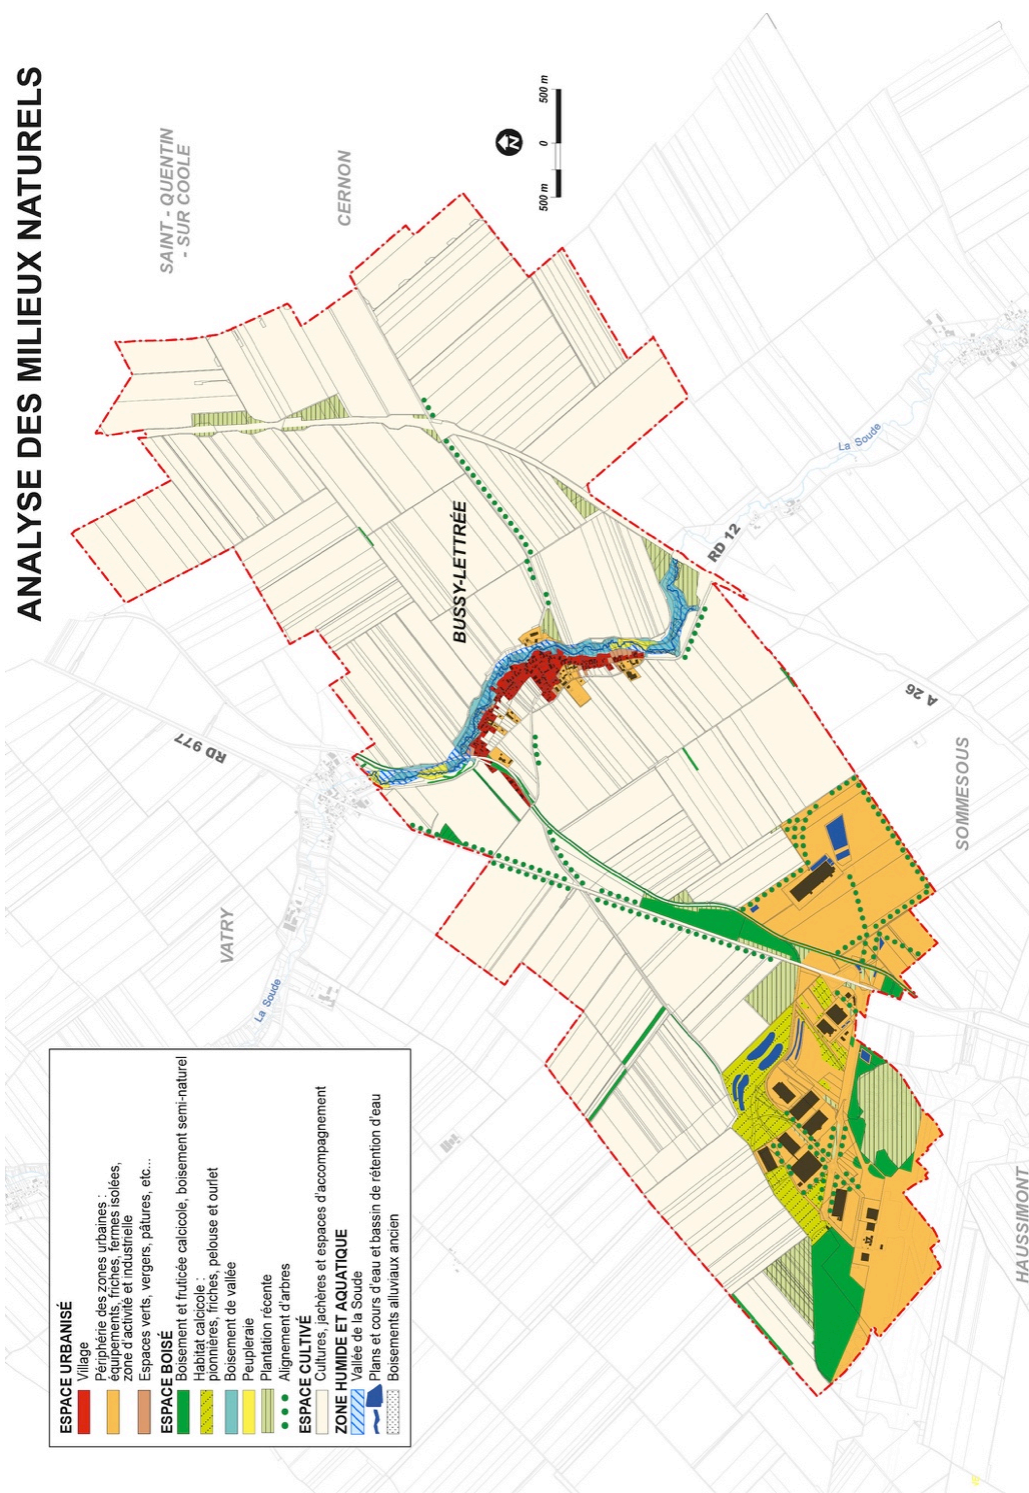 ANALYSE DES MILIEUX NATURELS
SAINT - QUENTIN
- SUR COOLE
CERNON
500 m
0
500 m
N
BUSSY-LETTRÉE
La Soude
RD 12
RD 977
A 26
VATRY
SOMMESOUS
La Soude
HAUSSIMONT
ESPACE URBANISÉ
Village
Périphérie des zones urbaines :
équipements, friches, fermes isolées,
zone d'activité et industrielle
Espaces verts, vergers, pâtures, etc...
ESPACE BOISÉ
Boisement et fruticée calcicole, boisement semi-naturel
Habitat calcicole :
pionnières, friches, pelouse et ourlet
Boisement de vallée
Peupleraie
Plantation récente
Alignement d'arbres
ESPACE CULTIVÉ
Cultures, jachères et espaces d'accompagnement
ZONE HUMIDE ET AQUATIQUE
Vallée de la Soude
Plans et cours d'eau et bassin de rétention d'eau
Boisements alluviaux ancien